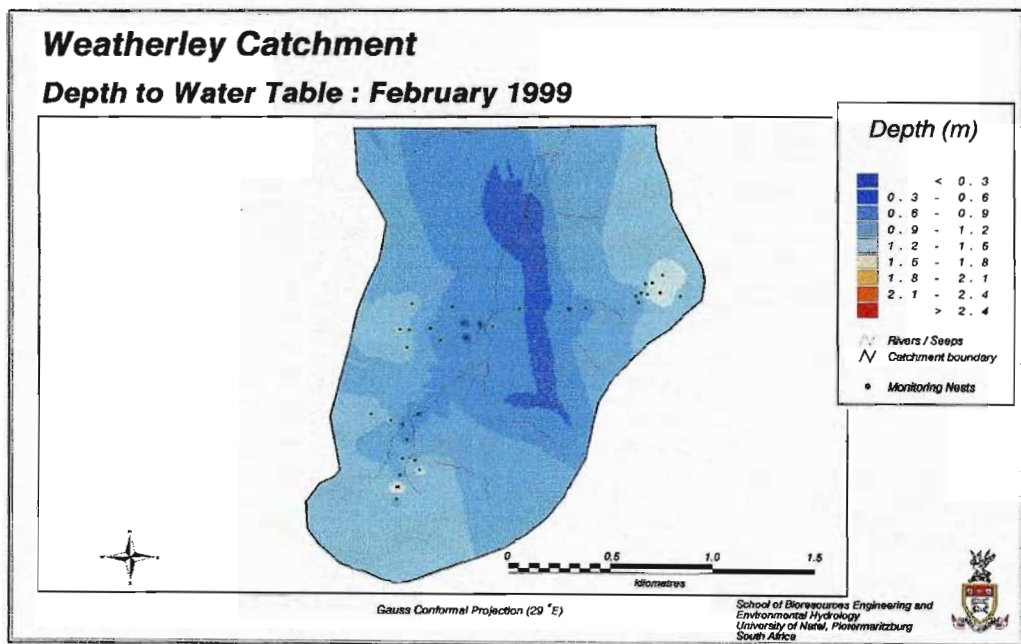 Weatherley Catchment
Depth to Water Table : February 1999
Depth (m)
< 0.3
0.3 - 0.6
0.6 - 0.9
0.9 - 1.2
1.2 - 1.5
1.5 - 1.8
1.8 - 2.1
2.1 - 2.4
> 2.4
Rivers / Seeps
Catchment boundary
Monitoring Nests
0 0.5 1.0 1.5
kilometres
Gauss Conformal Projection (29 °E)
School of Bioresources Engineering and
Environmental Hydrology
University of Natal, Pietermaritzburg
South Africa